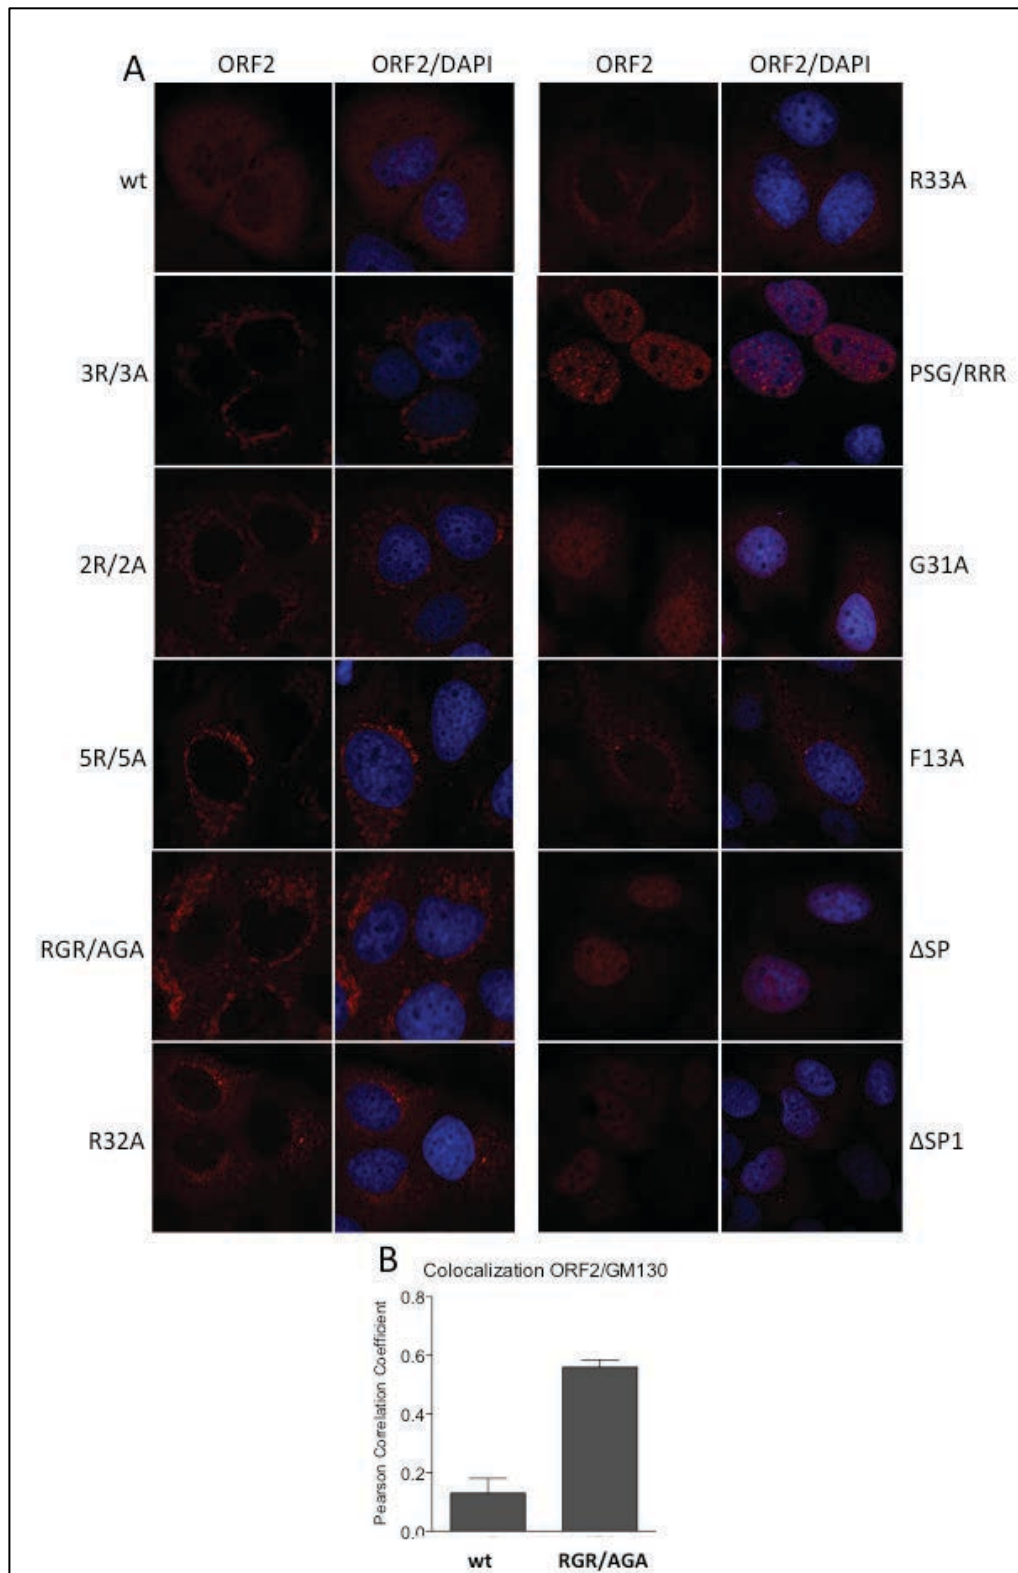 A
ORF2 ORF2/DAPI ORF2 ORF2/DAPI
wt R33A
3R/3A PSG/RRR
2R/2A G31A
5R/5A F13A
RGR/AGA ΔSP
R32A ΔSP1
B
Colocalization ORF2/GM130
Pearson Correlation Coefficient
0.8
0.6
0.4
0.2
0.0
wt RGR/AGA